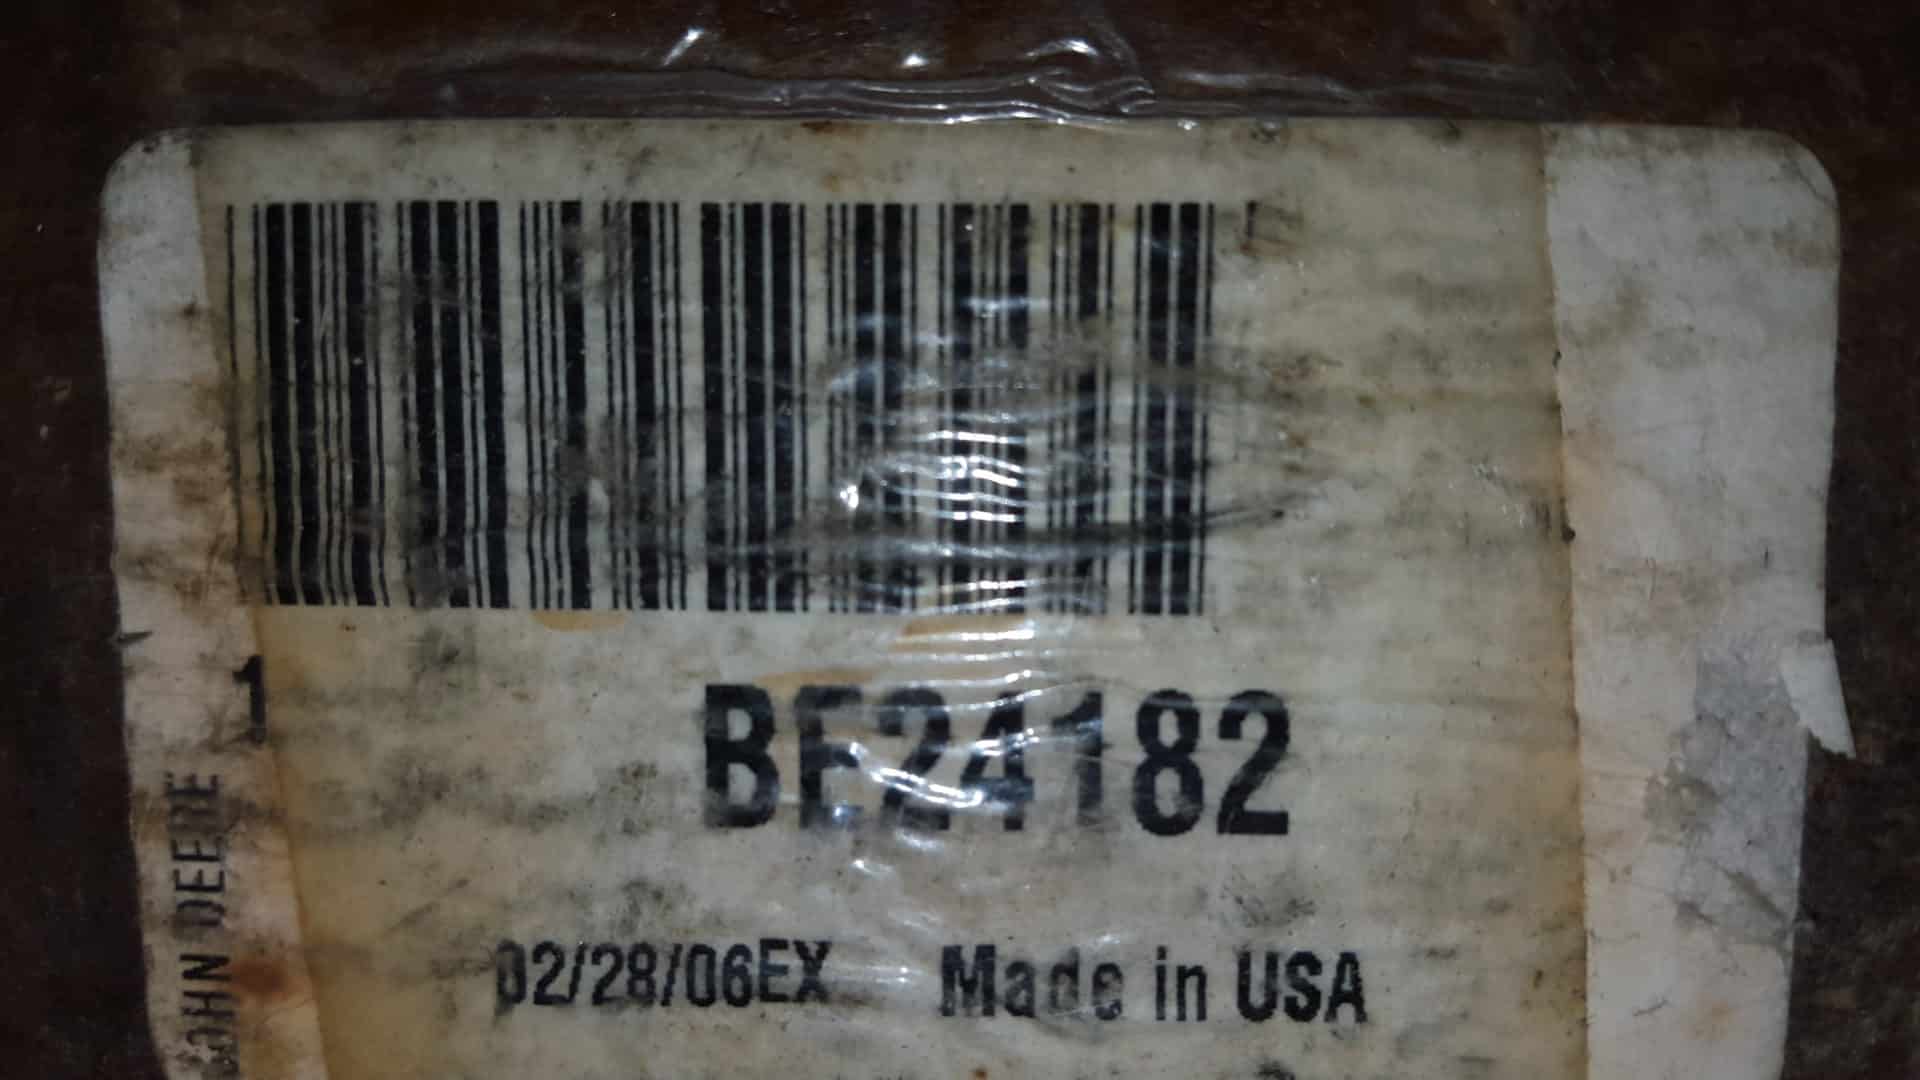 1
BE24182
02/28/06EX Made in USA
JOHN DEERE